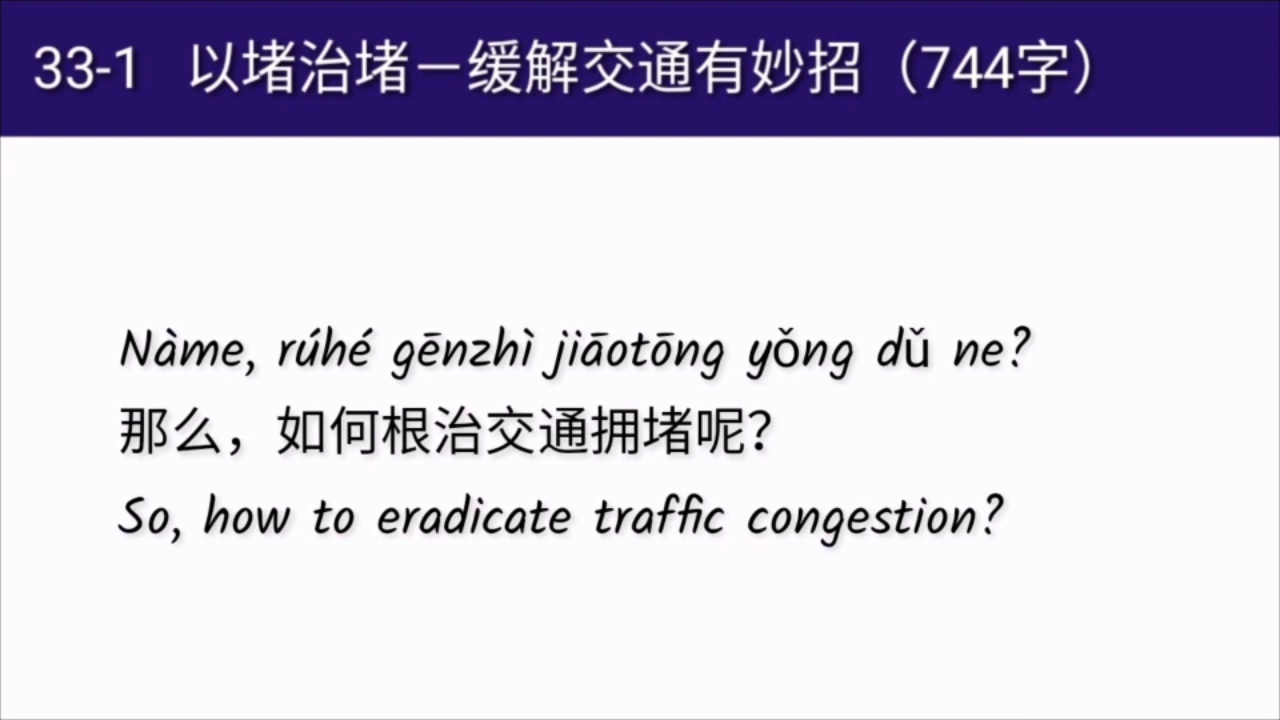 33-1 以堵治堵－缓解交通有妙招（744字）
Nàme, rúhé gēnzhì jiāotōng yǒng dǔ ne?
那么，如何根治交通拥堵呢？
So, how to eradicate traffic congestion?